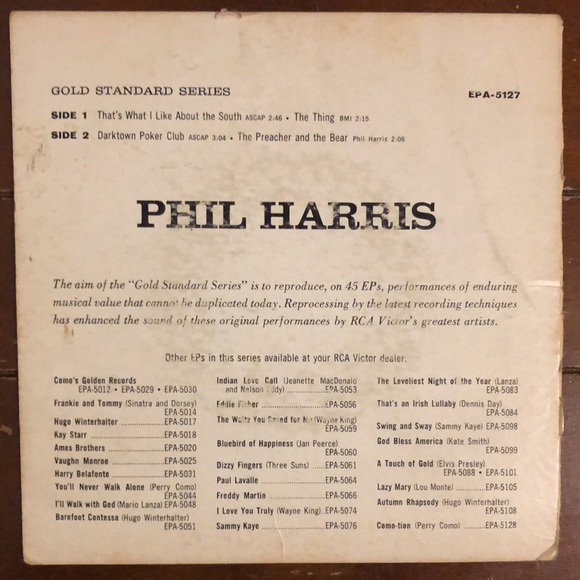 GOLD STANDARD SERIES
EPA-5127
SIDE 1 That's What I Like About the South ASCAP 2:46 • The Thing BMI 2:15
SIDE 2 Darktown Poker Club ASCAP 3:04 • The Preacher and the Bear Phil Harris 2:06
PHIL HARRIS
The aim of the "Gold Standard Series" is to reproduce, on 45 EPs, performances of enduring
musical value that cannot be duplicated today. Reprocessing by the latest recording techniques
has enhanced the sound of these original performances by RCA Victor's greatest artists.
Other EPs in this series available at your RCA Victor dealer:
Como's Golden Records
EPA-5012 • EPA-5029 • EPA-5030
Frankie and Tommy (Sinatra and Dorsey)
EPA-5014
Hugo Winterhalter EPA-5017
Kay Starr EPA-5018
Ames Brothers EPA-5020
Vaughn Monroe EPA-5025
Harry Belafonte EPA-5031
You'll Never Walk Alone (Perry Como)
EPA-5044
I'll Walk with God (Mario Lanza) EPA-5048
Barefoot Contessa (Hugo Winterhalter)
EPA-5051
Indian Love Call (Jeanette MacDonald
and Nelson Eddy) EPA-5053
Eddie Fisher EPA-5056
The Waltz You Saved for Me (Wayne King)
EPA-5059
Bluebird of Happiness (Jan Peerce)
EPA-5060
Dizzy Fingers (Three Suns) EPA-5061
Paul Lavalle EPA-5064
Freddy Martin EPA-5066
I Love You Truly (Wayne King) EPA-5074
Sammy Kaye EPA-5076
The Loveliest Night of the Year (Lanza)
EPA-5083
That's an Irish Lullaby (Dennis Day)
EPA-5084
Swing and Sway (Sammy Kaye) EPA-5098
God Bless America (Kate Smith)
EPA-5099
A Touch of Gold (Elvis Presley)
EPA-5088 • EPA-5101
Lazy Mary (Lou Monte) EPA-5105
Autumn Rhapsody (Hugo Winterhalter)
EPA-5108
Como-tion (Perry Como) EPA-5128